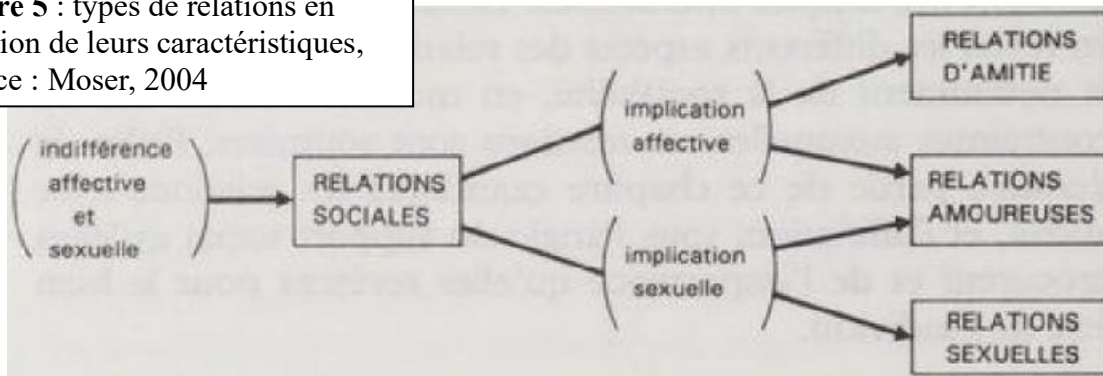 re 5 : types de relations en
ion de leurs caractéristiques,
ce : Moser, 2004
indifférence
affective
et
sexuelle
RELATIONS
SOCIALES
implication
affective
implication
sexuelle
RELATIONS
D'AMITIE
RELATIONS
AMOUREUSES
RELATIONS
SEXUELLES